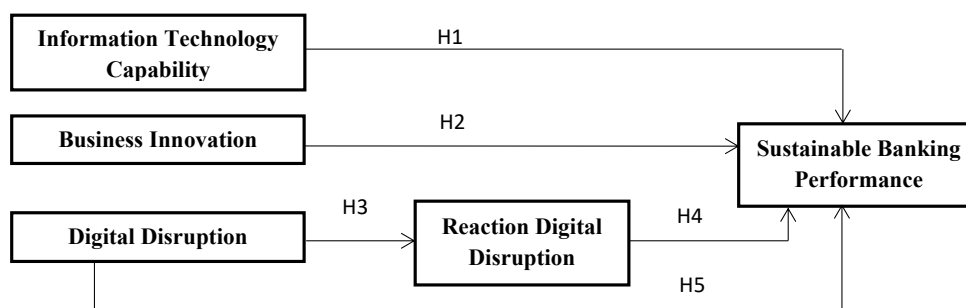 Information Technology
Capability
H1
Business Innovation
H2
Sustainable Banking
Performance
Digital Disruption
H3
Reaction Digital
Disruption
H4
H5